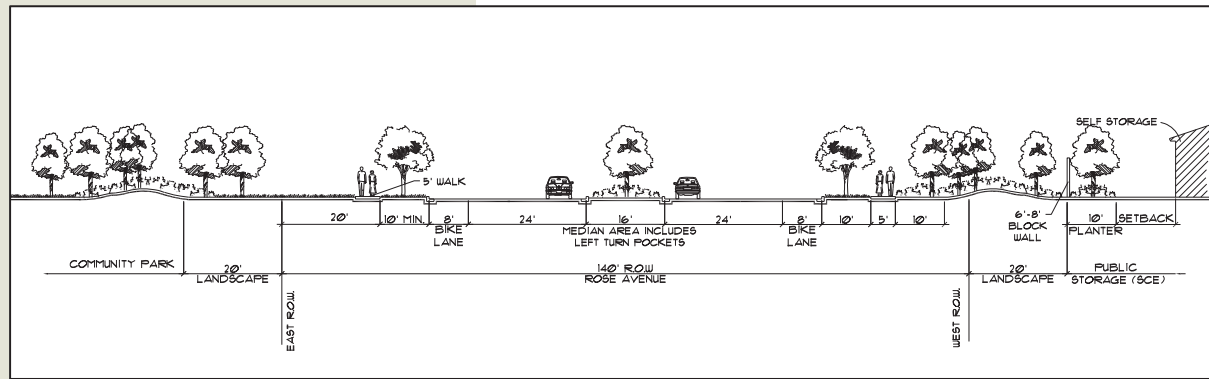 SELF STORAGE
5' WALK
20'
10' MIN.
8'
BIKE
LANE
24'
16'
MEDIAN AREA INCLUDES
LEFT TURN POCKETS
24'
8'
BIKE
LANE
10'
5'
10'
6'-8'
BLOCK
WALL
10'
PLANTER
SETBACK
COMMUNITY PARK
20'
LANDSCAPE
140' R.O.W
ROSE AVENUE
20'
LANDSCAPE
PUBLIC
STORAGE (SCE)
EAST R.O.W.
WEST R.O.W.